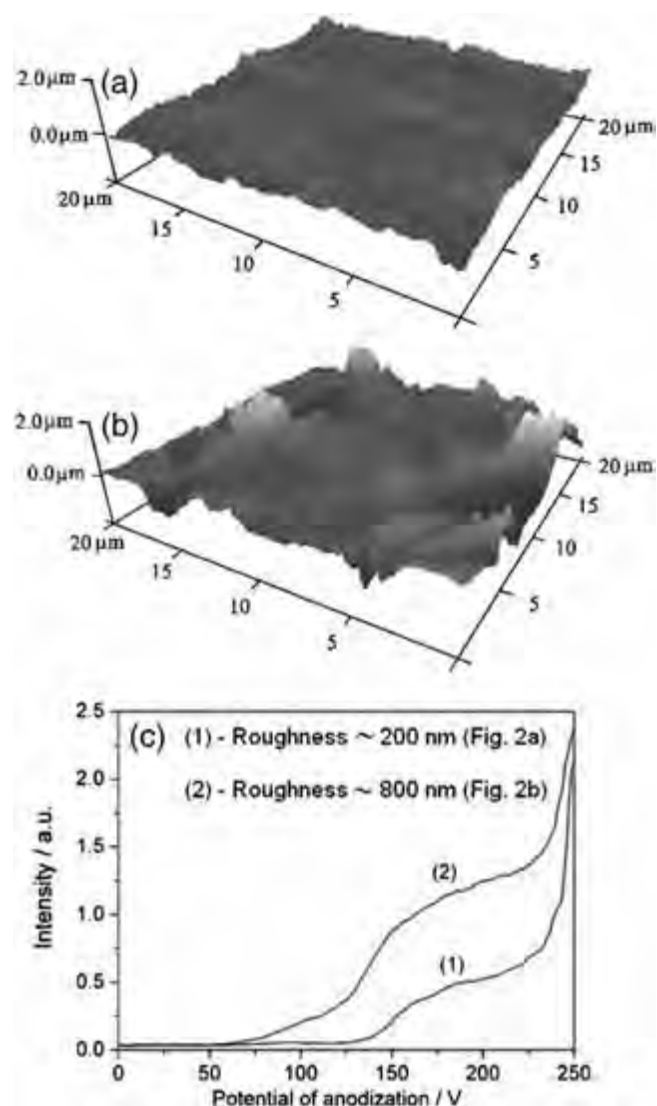 (a)
2.0μm
0.0μm
20 μm
15
10
5
20 μm
15
10
5
(b)
2.0μm
0.0μm
20 μm
15
10
5
20 μm
15
10
5
(c) (1) - Roughness ~ 200 nm (Fig. 2a)
(2) - Roughness ~ 800 nm (Fig. 2b)
(2)
(1)
Intensity / a.u.
2.5
2.0
1.5
1.0
0.5
0.0
0 50 100 150 200 250
Potential of anodization / V